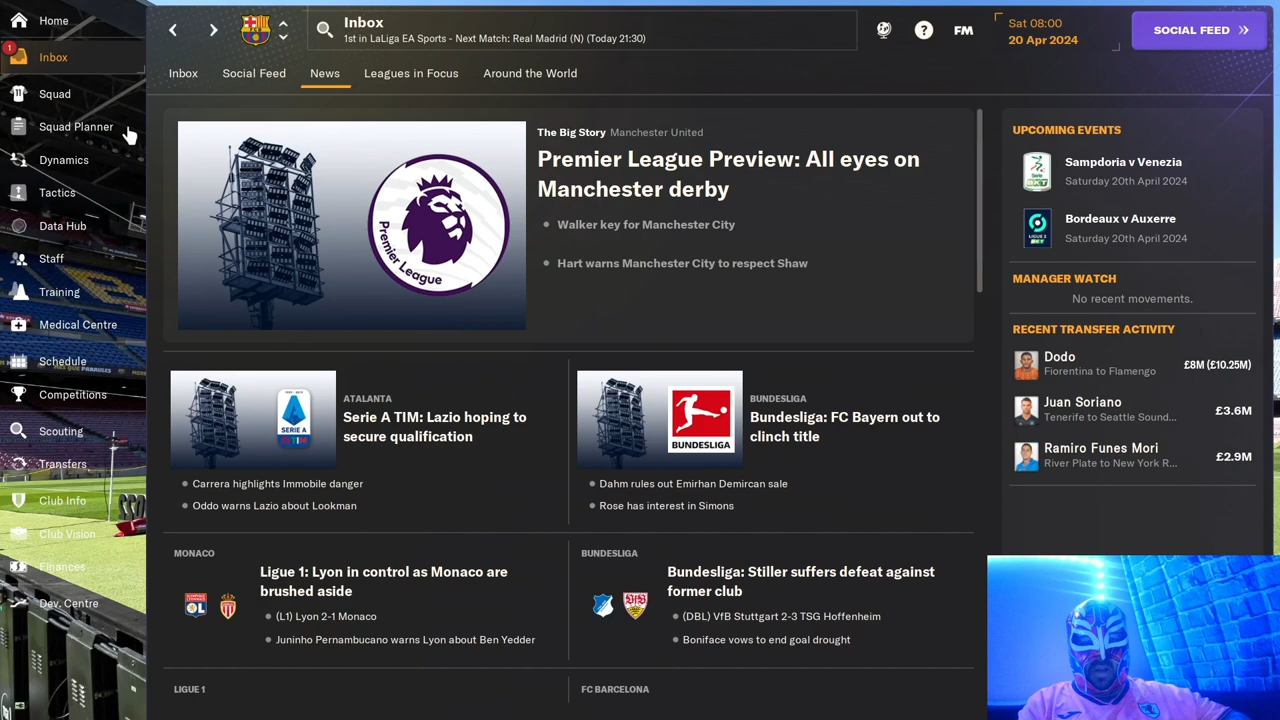 Home
1
Inbox
Squad
Squad Planner
Dynamics
Tactics
Data Hub
Staff
Training
Medical Centre
Schedule
Competitions
Scouting
Transfers
Club Info
Club Vision
Finances
Dev. Centre
Inbox
1st in LaLiga EA Sports - Next Match: Real Madrid (N) (Today 21:30)
?
FM
Sat 08:00
20 Apr 2024
SOCIAL FEED
Inbox
Social Feed
News
Leagues in Focus
Around the World
Premier League
The Big Story Manchester United
Premier League Preview: All eyes on
Manchester derby
Walker key for Manchester City
Hart warns Manchester City to respect Shaw
SERIE A
ATALANTA
Serie A TIM: Lazio hoping to
secure qualification
Carrera highlights Immobile danger
Oddo warns Lazio about Lookman
BUNDESLIGA
BUNDESLIGA
Bundesliga: FC Bayern out to
clinch title
Dahm rules out Emirhan Demircan sale
Rose has interest in Simons
MONACO
Ligue 1: Lyon in control as Monaco are
brushed aside
(L1) Lyon 2-1 Monaco
Juninho Pernambucano warns Lyon about Ben Yedder
BUNDESLIGA
Bundesliga: Stiller suffers defeat against
former club
(DBL) VfB Stuttgart 2-3 TSG Hoffenheim
Boniface vows to end goal drought
LIGUE 1
FC BARCELONA
UPCOMING EVENTS
Sampdoria v Venezia
Saturday 20th April 2024
Bordeaux v Auxerre
Saturday 20th April 2024
MANAGER WATCH
No recent movements.
RECENT TRANSFER ACTIVITY
Dodo
Fiorentina to Flamengo
£8M (£10.25M)
Juan Soriano
Tenerife to Seattle Sound...
£3.6M
Ramiro Funes Mori
River Plate to New York R...
£2.9M